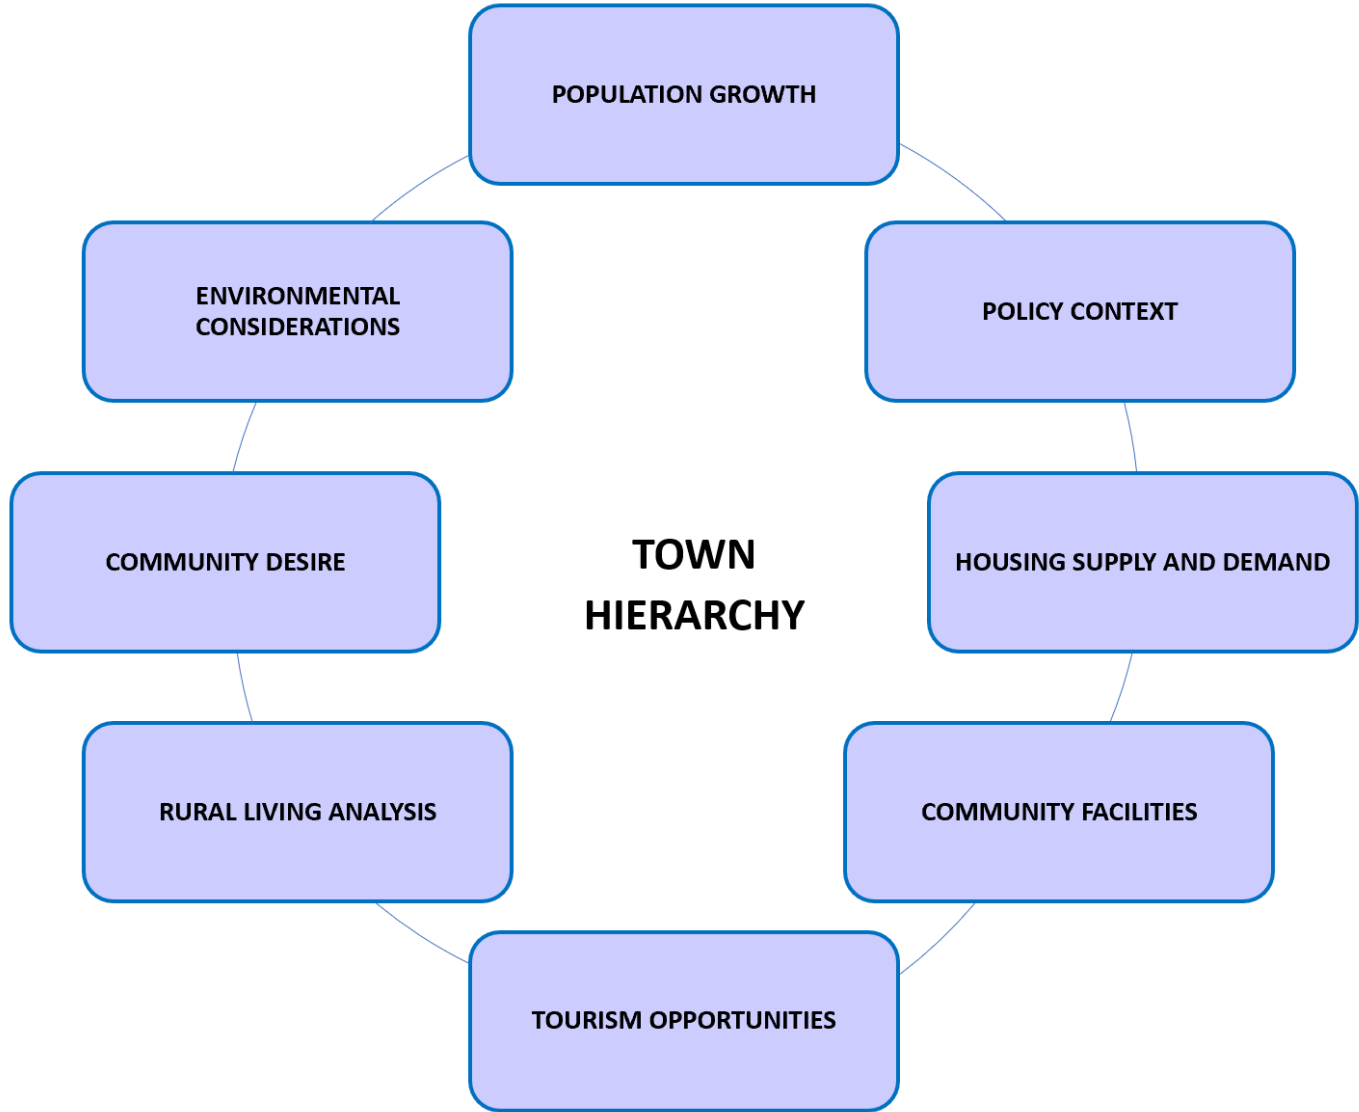 POPULATION GROWTH
ENVIRONMENTAL
CONSIDERATIONS
POLICY CONTEXT
COMMUNITY DESIRE
TOWN
HIERARCHY
HOUSING SUPPLY AND DEMAND
RURAL LIVING ANALYSIS
COMMUNITY FACILITIES
TOURISM OPPORTUNITIES